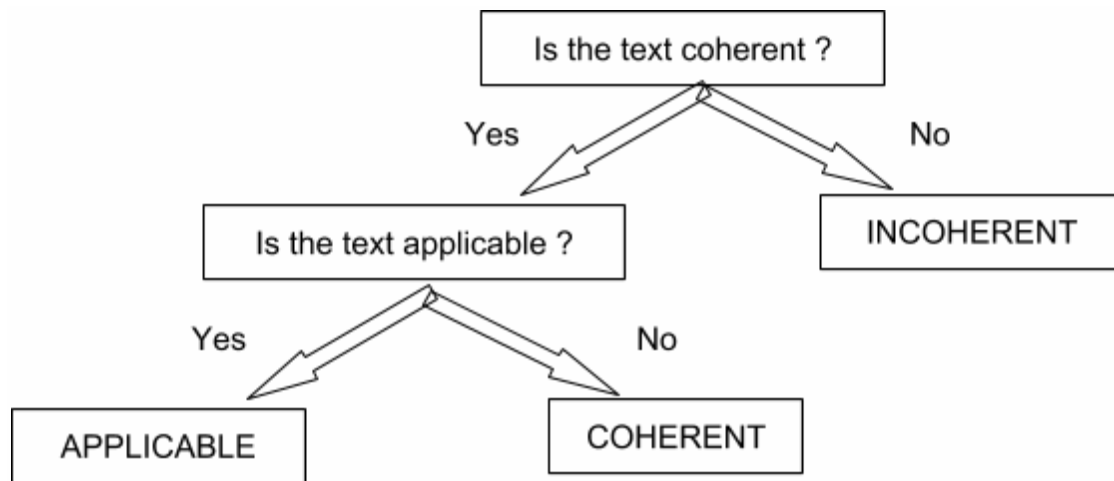 Is the text coherent ?
Yes
No
Is the text applicable ?
INCOHERENT
Yes
No
APPLICABLE
COHERENT